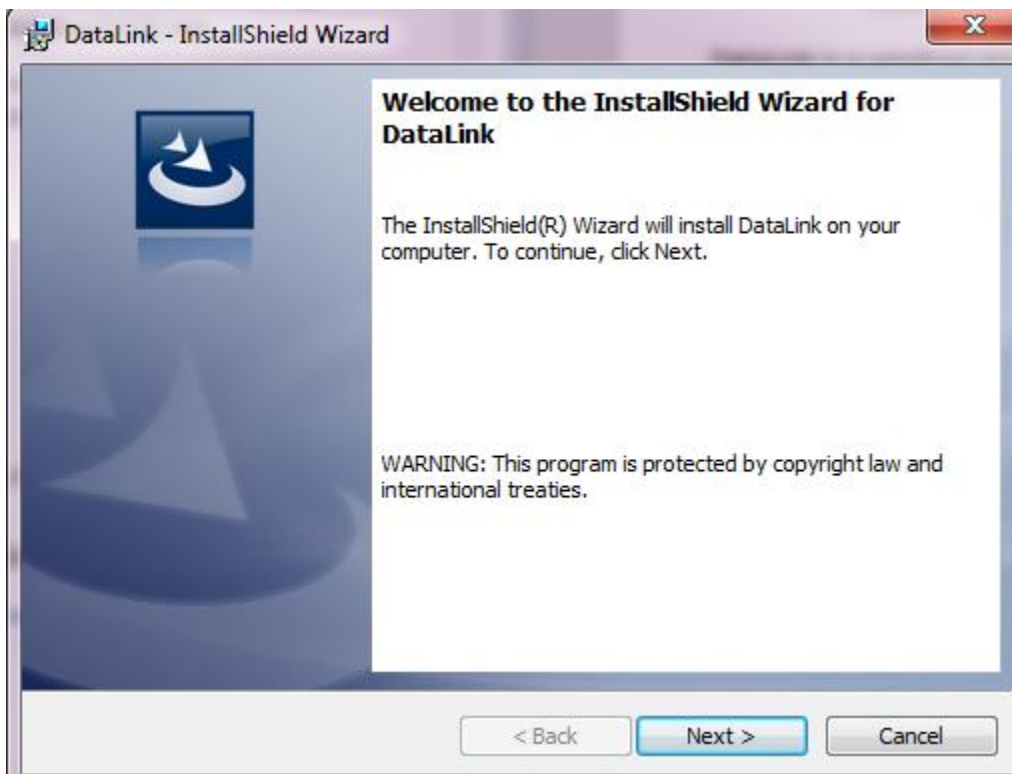 DataLink - InstallShield Wizard
Welcome to the InstallShield Wizard for
DataLink
The InstallShield(R) Wizard will install DataLink on your
computer. To continue, click Next.
WARNING: This program is protected by copyright law and
international treaties.
< Back
Next >
Cancel